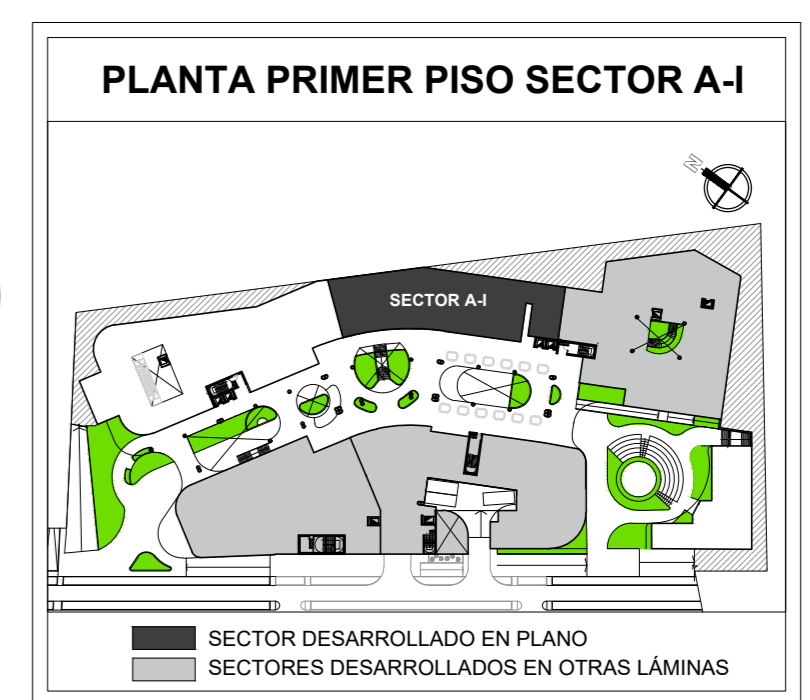 PLANTA PRIMER PISO SECTOR A-I
N
SECTOR A-I
SECTOR DESARROLLADO EN PLANO
SECTORES DESARROLLADOS EN OTRAS LÁMINAS